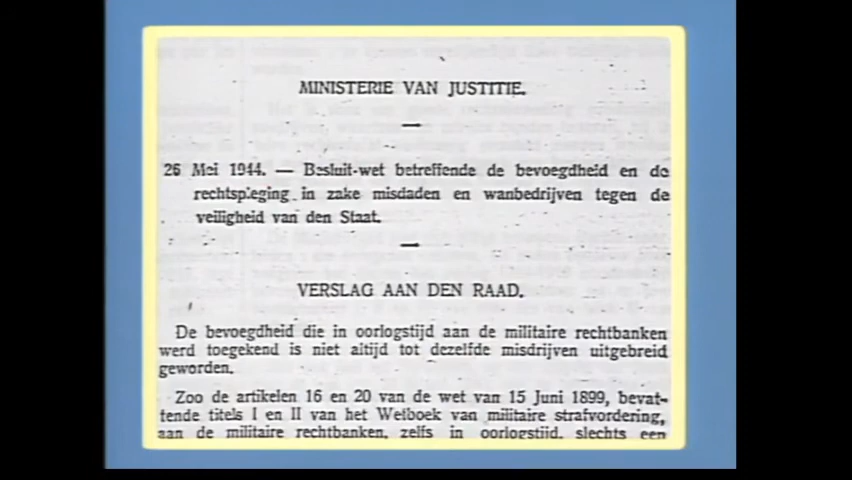 MINISTERIE VAN JUSTITIE.
26 Mei 1944. — Besluit-wet betreffende de bevoegdheid en de
rechtspleging in zake misdaden en wanbedrijven tegen de
veiligheid van den Staat.
VERSLAG AAN DEN RAAD.
De bevoegdheid die in oorlogstijd aan de militaire rechtbanken
werd toegekend is niet altijd tot dezelfde misdrijven uitgebreid
geworden.
Zoo de artikelen 16 en 20 van de wet van 15 Juni 1899, bevat-
tende titels I en II van het Wetboek van militaire strafvordering,
aan de militaire rechtbanken, zelfs in oorlogstijd, slechts een